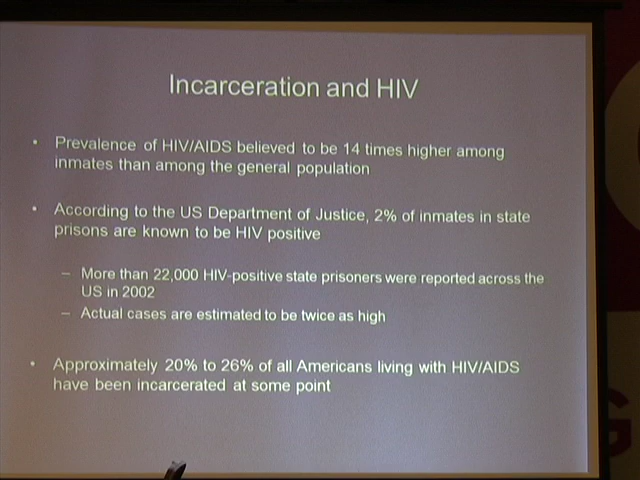 Incarceration and HIV
• Prevalence of HIV/AIDS believed to be 14 times higher among
inmates than among the general population
• According to the US Department of Justice, 2% of inmates in state
prisons are known to be HIV positive
– More than 22,000 HIV-positive state prisoners were reported across the
US in 2002
– Actual cases are estimated to be twice as high
• Approximately 20% to 26% of all Americans living with HIV/AIDS
have been incarcerated at some point
G